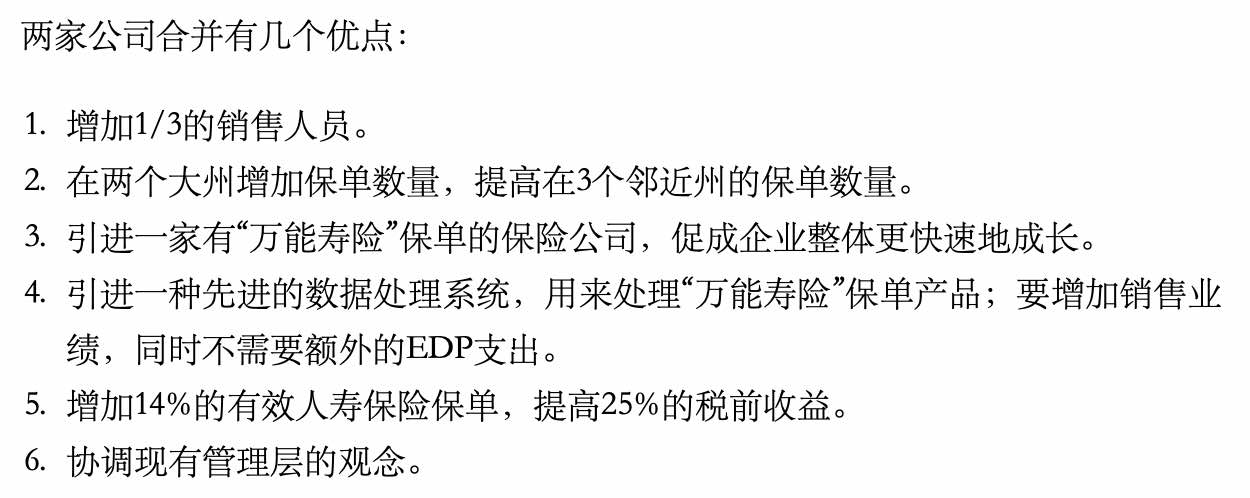 两家公司合并有几个优点：
1. 增加1/3的销售人员。
2. 在两个大州增加保单数量，提高在3个邻近州的保单数量。
3. 引进一家有“万能寿险”保单的保险公司，促成企业整体更快速地成长。
4. 引进一种先进的数据处理系统，用来处理“万能寿险”保单产品；要增加销售业
绩，同时不需要额外的EDP支出。
5. 增加14%的有效人寿保险保单，提高25%的税前收益。
6. 协调现有管理层的观念。